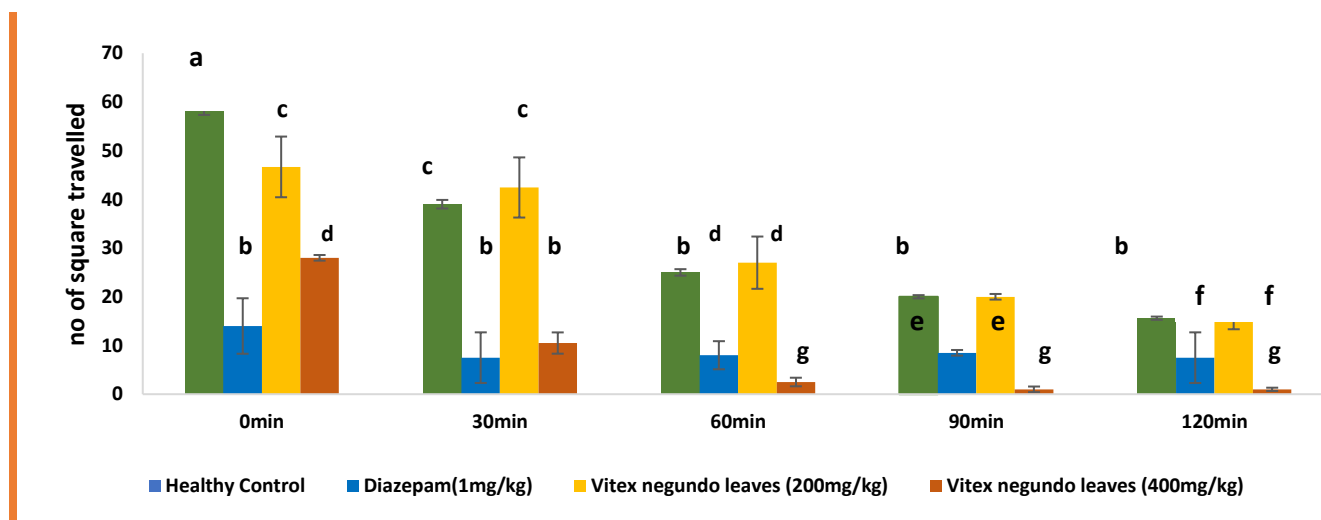 no of square travelled
70
60
50
40
30
20
10
0
a
b
c
d
c
b
c
b
b
d
d
g
b
e
e
g
b
f
f
g
0min 30min 60min 90min 120min
Healthy Control Diazepam(1mg/kg) Vitex negundo leaves (200mg/kg) Vitex negundo leaves (400mg/kg)